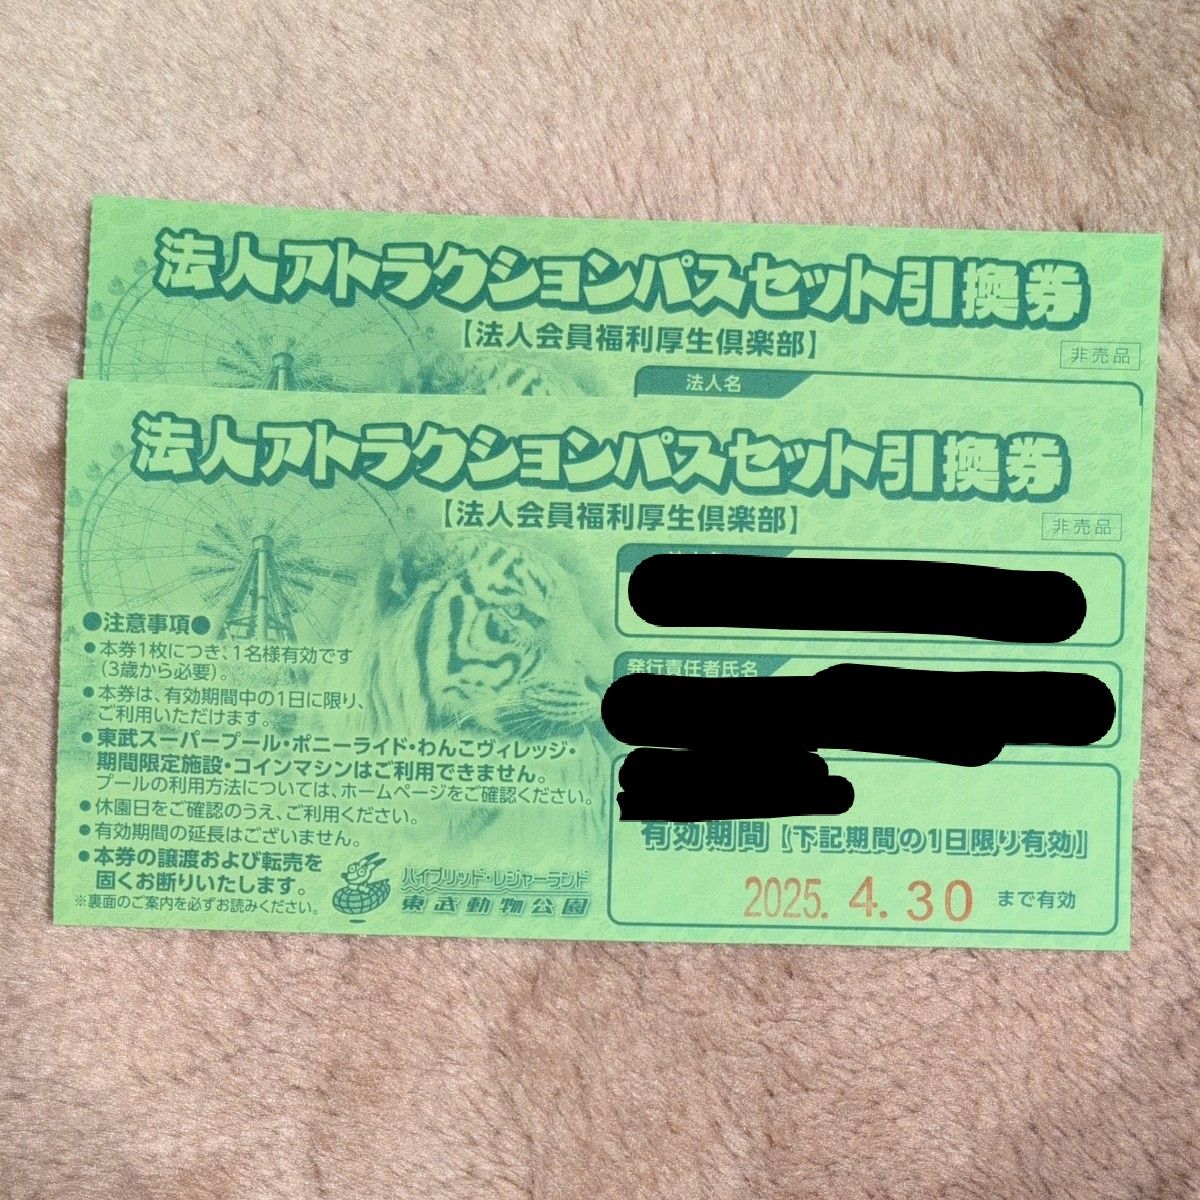 法人アトラクションパスセット引換券
【法人会員福利厚生倶楽部】
非売品
法人名
法人アトラクションパスセット引換券
【法人会員福利厚生倶楽部】
非売品
発行責任者氏名
●注意事項●
●本券1枚につき、1名様有効です
(3歳から必要)。
●本券は、有効期間中の1日に限り、
ご利用いただけます。
●東武スーパープール・ポニーライド・わんこヴィレッジ・
期間限定施設・コインマシンはご利用できません。
プールの利用方法については、ホームページをご確認ください。
●休園日をご確認のうえ、ご利用ください。
●有効期間の延長はございません。
●本券の譲渡および転売を
固くお断りいたします。
※裏面のご案内を必ずお読みください。
ハイブリッド・レジャーランド
東武動物公園
有効期間【下記期間の1日限り有効】
2025.4.30 まで有効